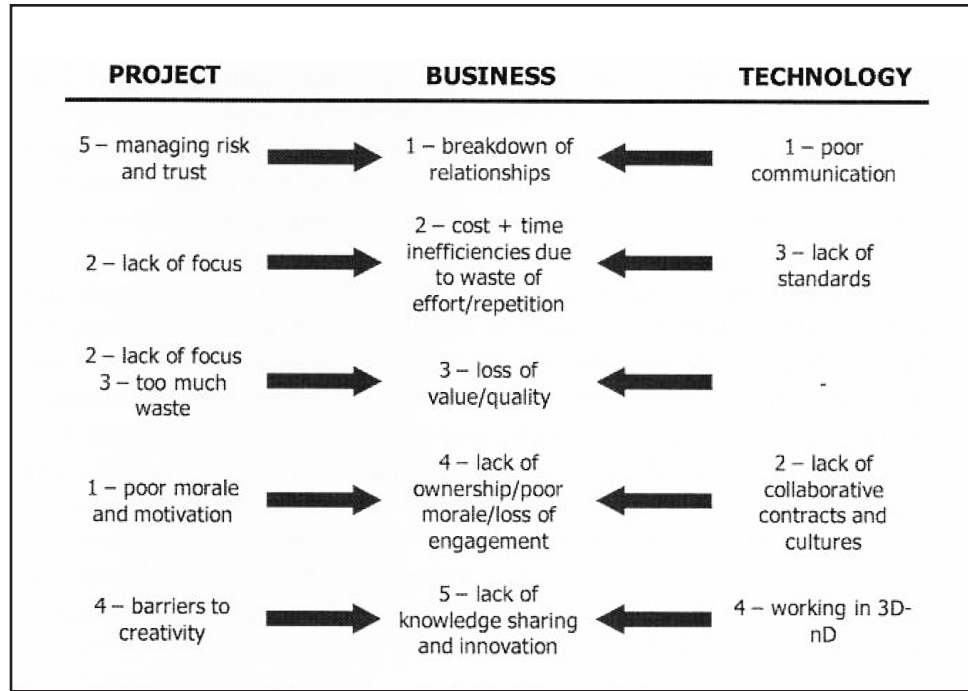 PROJECT BUSINESS TECHNOLOGY
5 – managing risk
and trust
1 – breakdown of
relationships
1 – poor
communication
2 – lack of focus
2 – cost + time
inefficiencies due
to waste of
effort/repetition
3 – lack of
standards
2 – lack of focus
3 – too much
waste
3 – loss of
value/quality
-
1 – poor morale
and motivation
4 – lack of
ownership/poor
morale/loss of
engagement
2 – lack of
collaborative
contracts and
cultures
4 – barriers to
creativity
5 – lack of
knowledge sharing
and innovation
4 – working in 3D-
nD